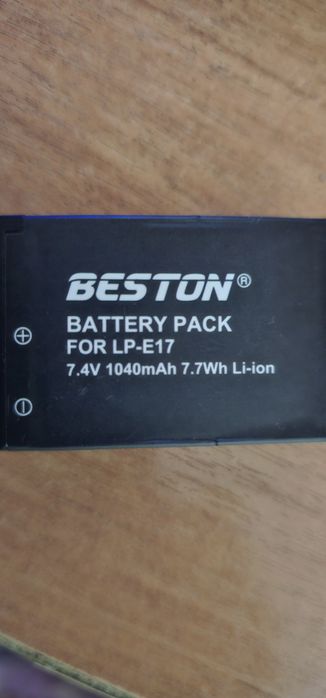 BESTON®
BATTERY PACK
FOR LP-E17
7.4V 1040mAh 7.7Wh Li-ion
⊕
⊖